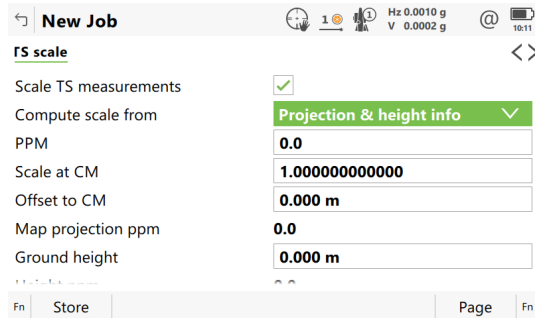 New Job
1
1
Hz 0.0010 g
V 0.0002 g
@
10:11
TS scale
Scale TS measurements
Compute scale from Projection & height info
PPM 0.0
Scale at CM 1.000000000000
Offset to CM 0.000 m
Map projection ppm 0.0
Ground height 0.000 m
Fn Store Page Fn